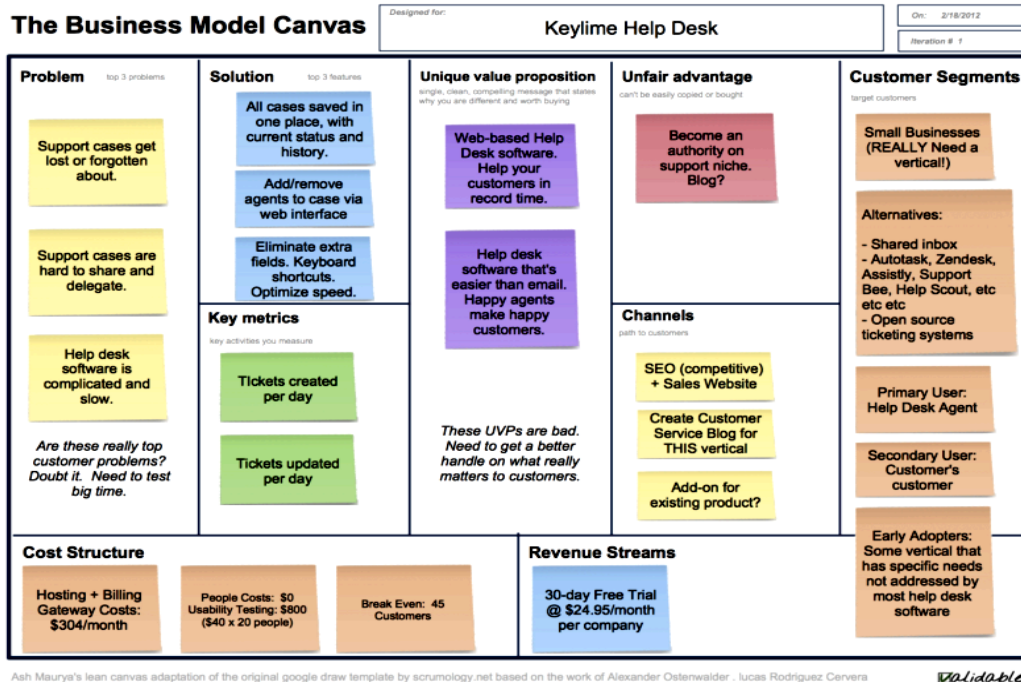 The Business Model Canvas
Designed for:
Keylime Help Desk
On: 2/18/2012
Iteration # 1
Problem
top 3 problems
Support cases get
lost or forgotten
about.
Support cases are
hard to share and
delegate.
Help desk
software is
complicated and
slow.
Are these really top
customer problems?
Doubt it. Need to test
big time.
Solution
top 3 features
All cases saved in
one place, with
current status and
history.
Add/remove
agents to case via
web interface
Eliminate extra
fields. Keyboard
shortcuts.
Optimize speed.
Key metrics
key activities you measure
TIckets created
per day
Tickets updated
per day
Unique value proposition
single, clean, compelling message that states
why you are different and worth buying
Web-based Help
Desk software.
Help your
customers in
record time.
Help desk
software that's
easier than email.
Happy agents
make happy
customers.
These UVPs are bad.
Need to get a better
handle on what really
matters to customers.
Unfair advantage
can't be easily copied or bought
Become an
authority on
support niche.
Blog?
Channels
path to customers
SEO (competitive)
+ Sales Website
Create Customer
Service Blog for
THIS vertical
Add-on for
existing product?
Customer Segments
target customers
Small Businesses
(REALLY Need a
vertical!)
Alternatives:
- Shared inbox
- Autotask, Zendesk,
Assistly, Support
Bee, Help Scout, etc
etc etc
- Open source
ticketing systems
Primary User:
Help Desk Agent
Secondary User:
Customer's
customer
Early Adopters:
Some vertical that
has specific needs
not addressed by
most help desk
software
Cost Structure
Hosting + Billing
Gateway Costs:
$304/month
People Costs: $0
Usability Testing: $800
($40 x 20 people)
Break Even: 45
Customers
Revenue Streams
30-day Free Trial
@ $24.95/month
per company
Ash Maurya's lean canvas adaptation of the original google draw template by scrumology.net based on the work of Alexander Ostenwalder . lucas Rodríguez Cervera
Validable